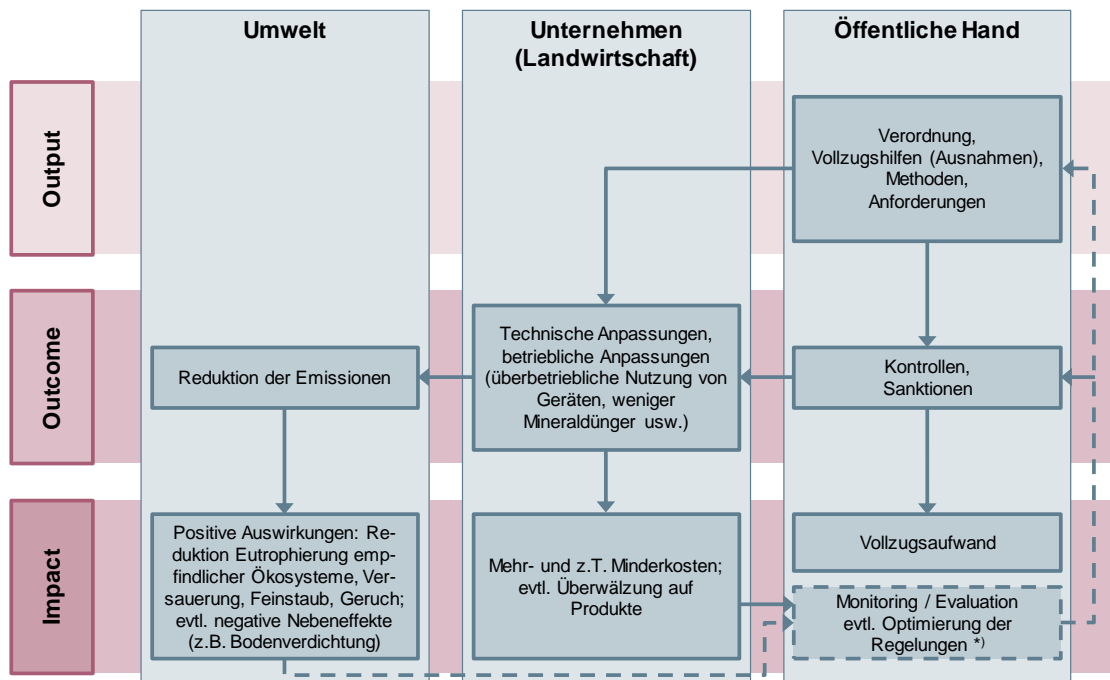 Umwelt
Unternehmen
(Landwirtschaft)
Öffentliche Hand
Output
Verordnung,
Vollzugshilfen (Ausnahmen),
Methoden,
Anforderungen
Outcome
Reduktion der Emissionen
Technische Anpassungen,
betriebliche Anpassungen
(überbetriebliche Nutzung von
Geräten, weniger
Mineraldünger usw.)
Kontrollen,
Sanktionen
Impact
Positive Auswirkungen: Re-
duktion Eutrophierung emp-
findlicher Ökosysteme, Ver-
sauerung, Feinstaub, Geruch;
evtl. negative Nebeneffekte
(z.B. Bodenverdichtung)
Mehr- und z.T. Minderkosten;
evtl. Überwälzung auf
Produkte
Vollzugsaufwand
Monitoring / Evaluation
evtl. Optimierung der
Regelungen *)